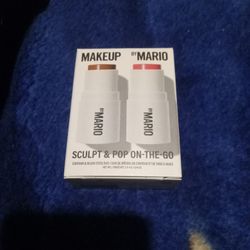 MAKEUP BY MARIO
BY MARIO
BY MARIO
SCULPT & POP ON-THE-GO